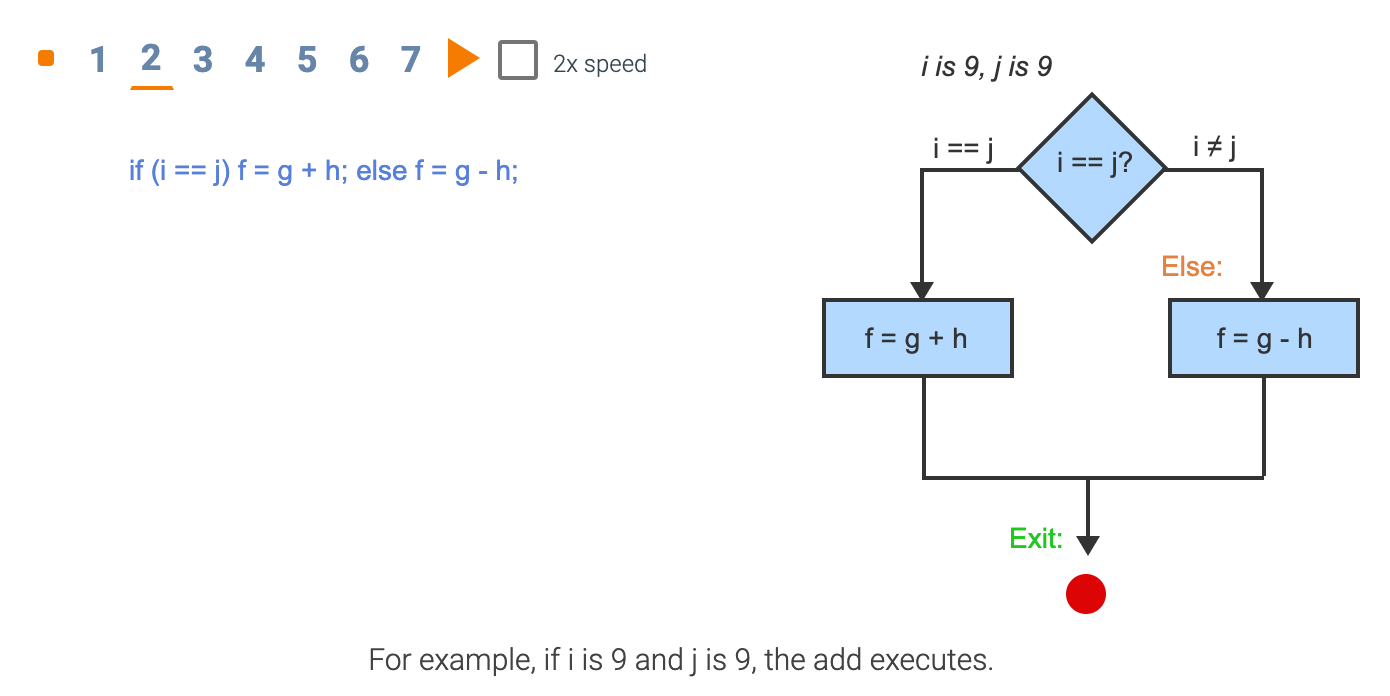 1 2 3 4 5 6 7 2x speed
i is 9, j is 9
if (i == j) f = g + h; else f = g - h;
i == j
i == j?
i ≠ j
Else:
f = g + h
f = g - h
Exit:
For example, if i is 9 and j is 9, the add executes.